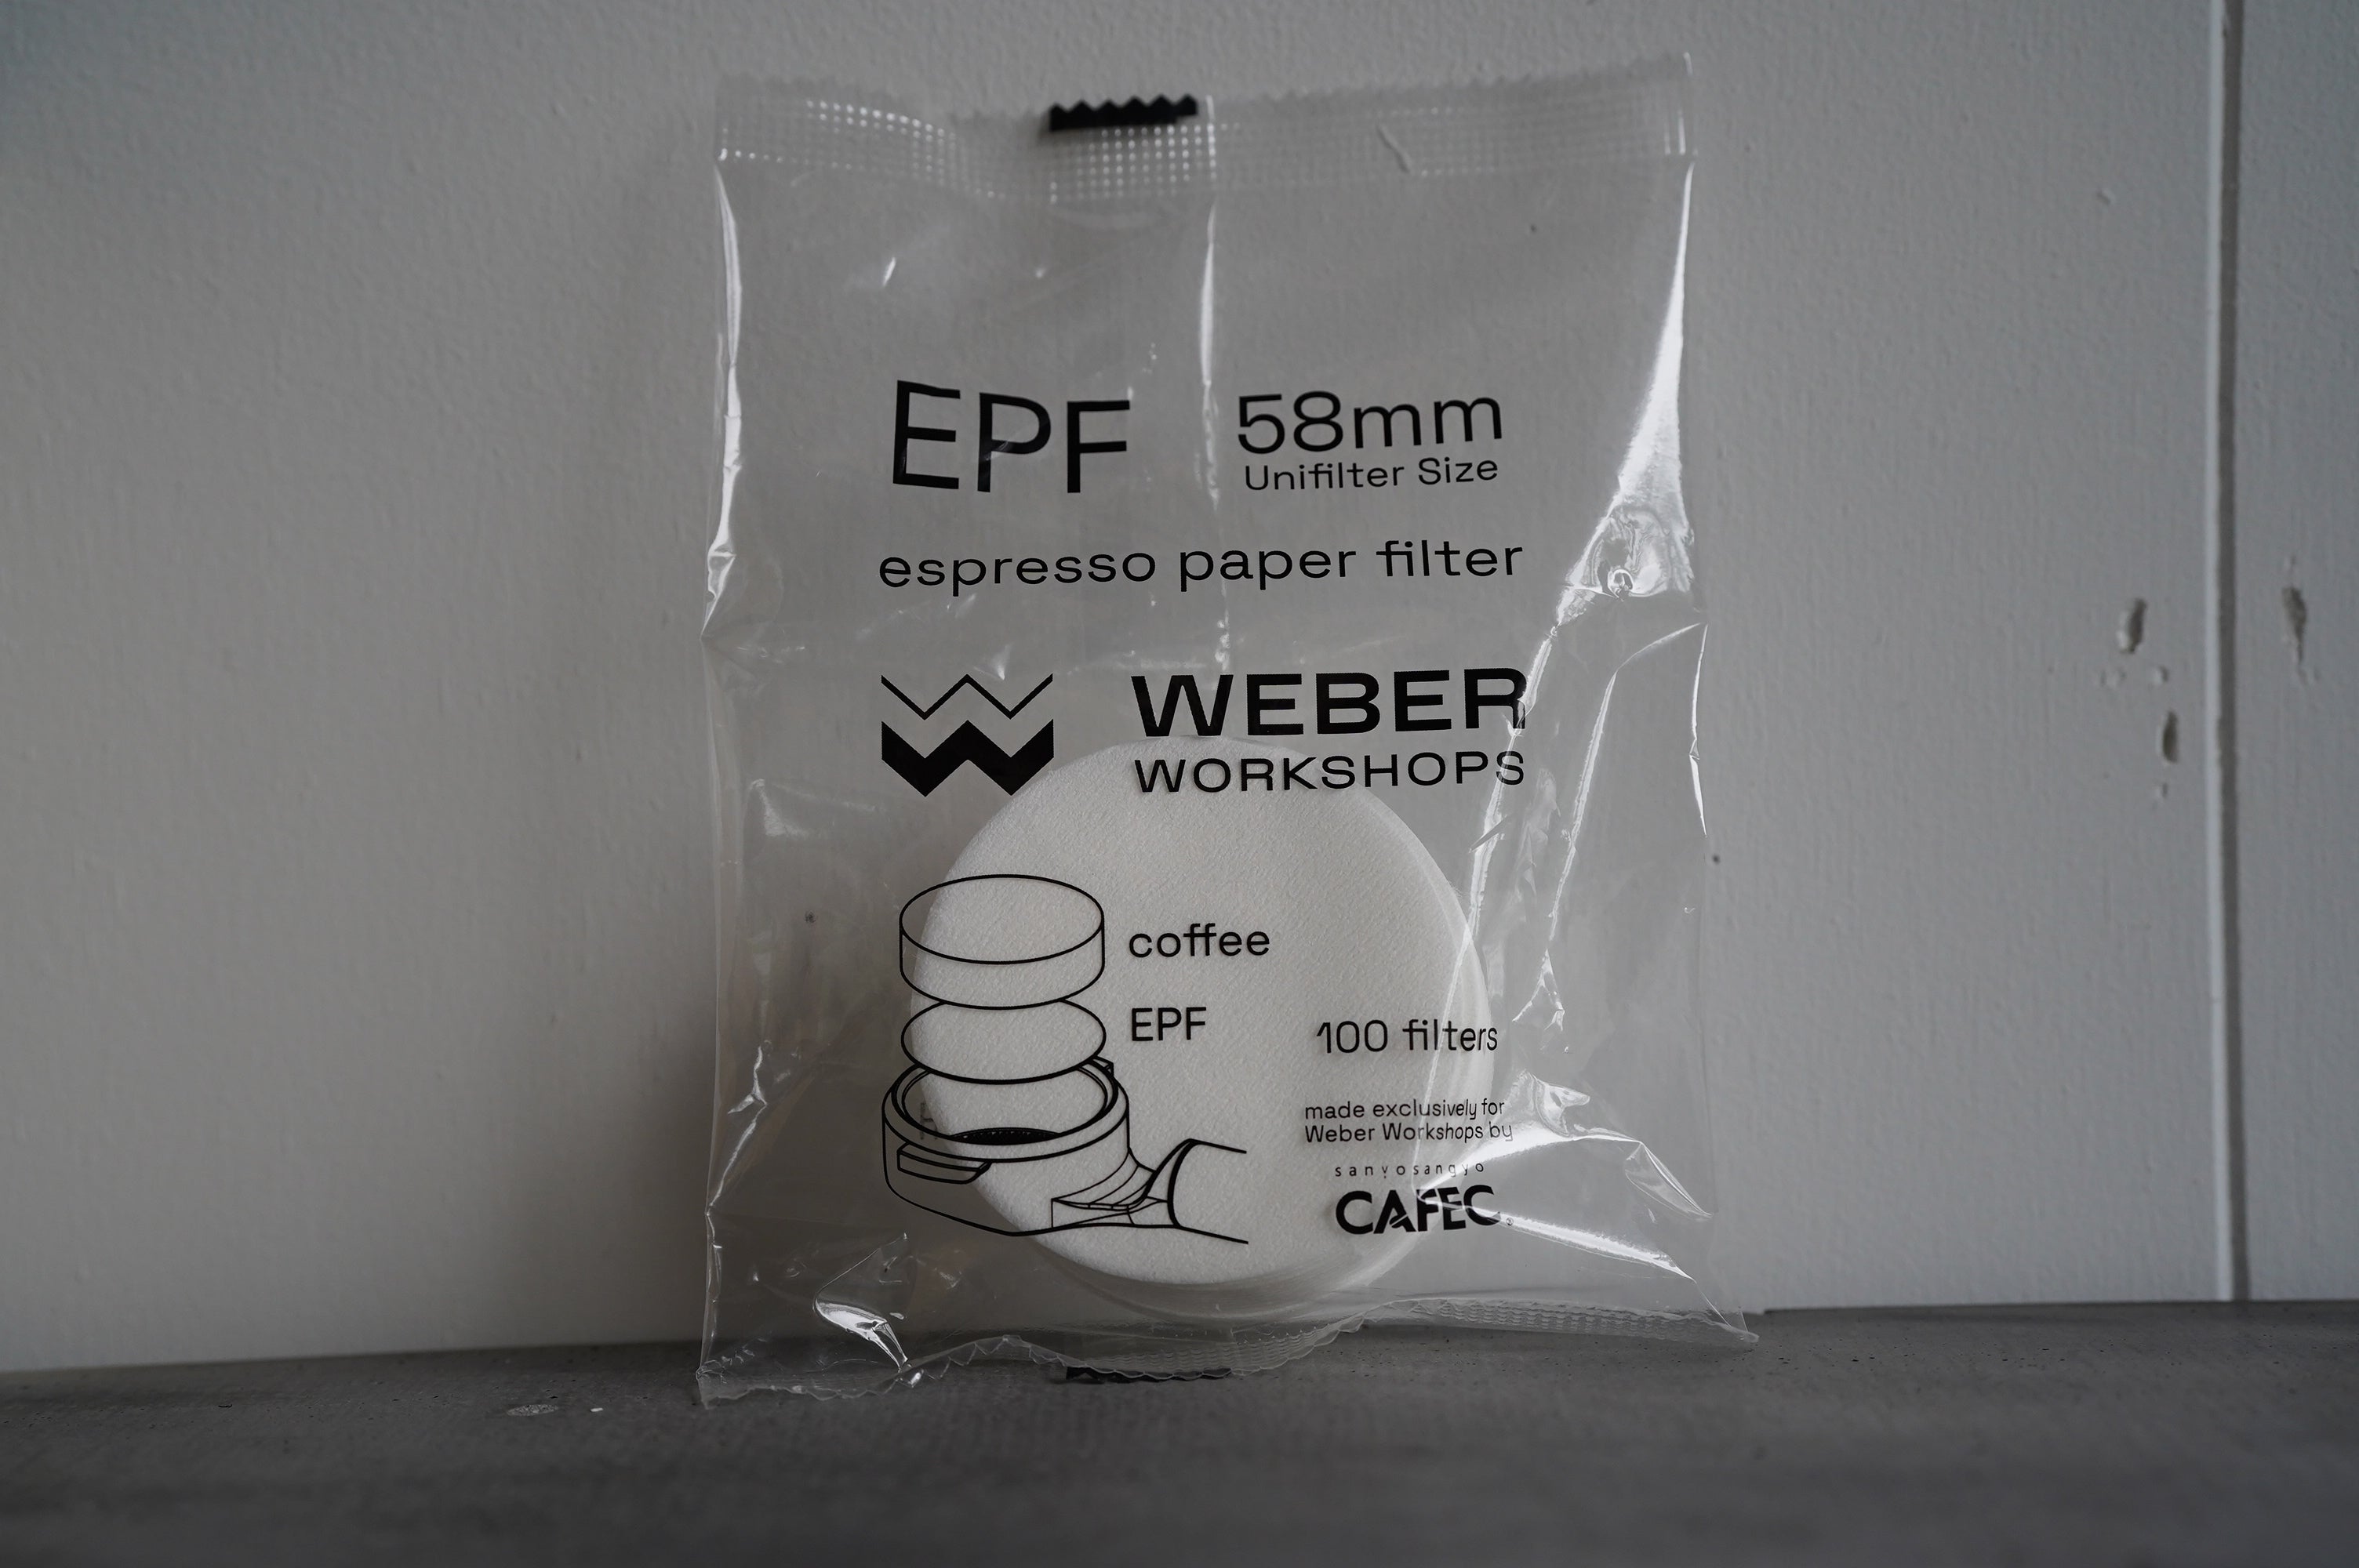 EPF
58mm
Unifilter Size
espresso paper filter
WEBER
WORKSHOPS
coffee
EPF
100 filters
made exclusively for
Weber Workshops by
sanyosangyo
CAFEC